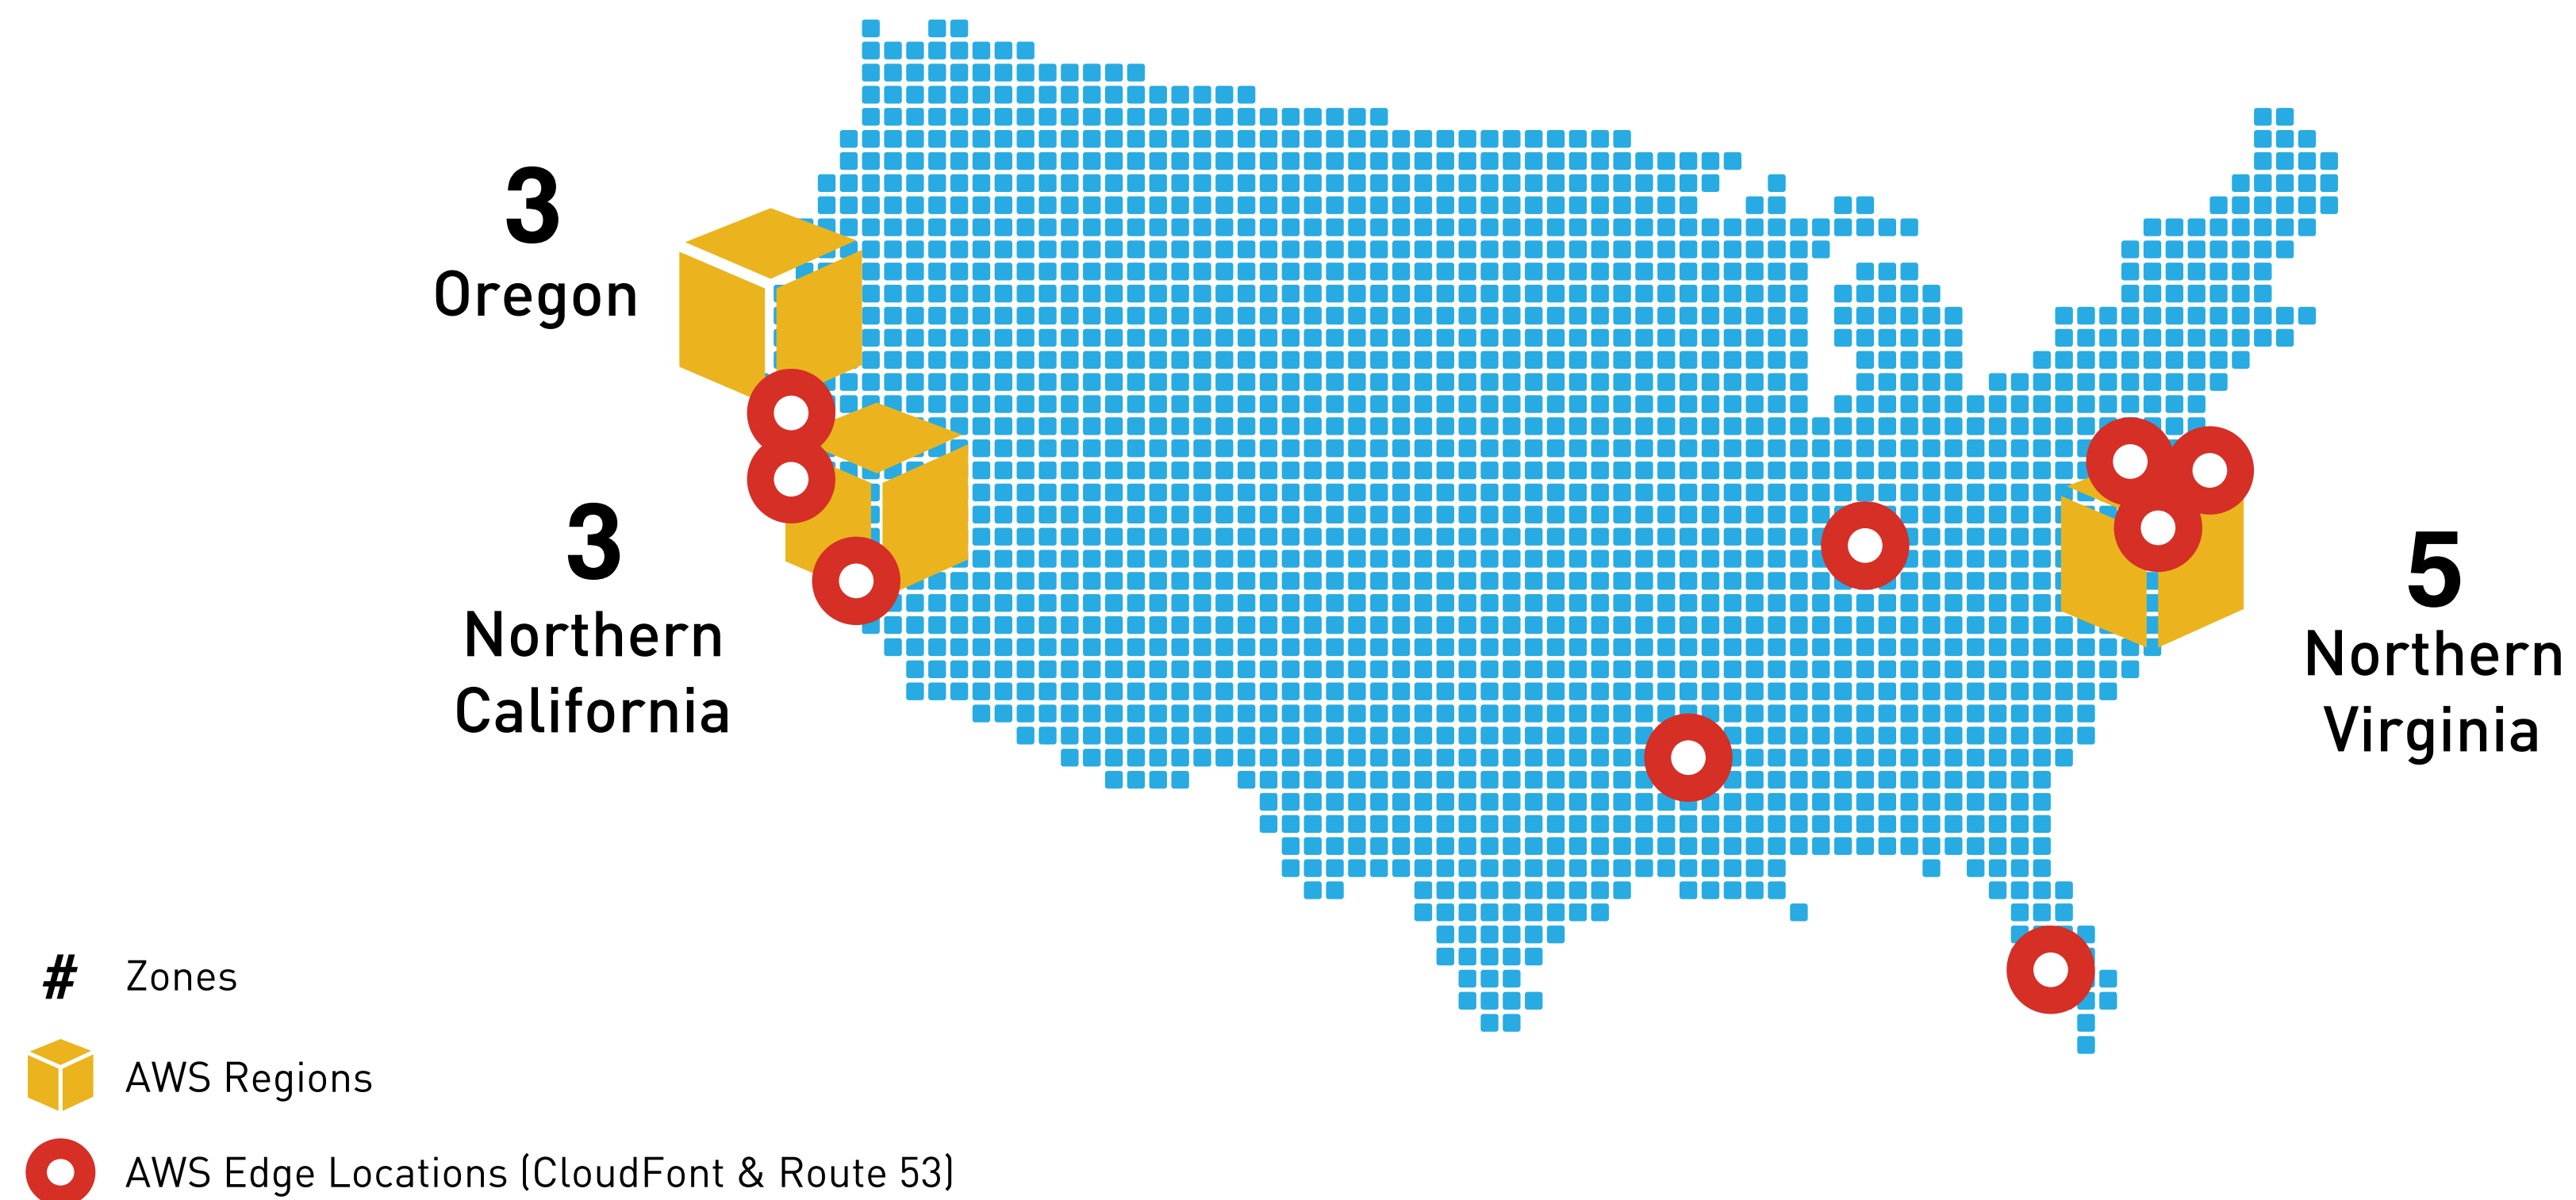 3
Oregon
3
Northern
California
5
Northern
Virginia
# Zones
AWS Regions
AWS Edge Locations (CloudFont & Route 53)